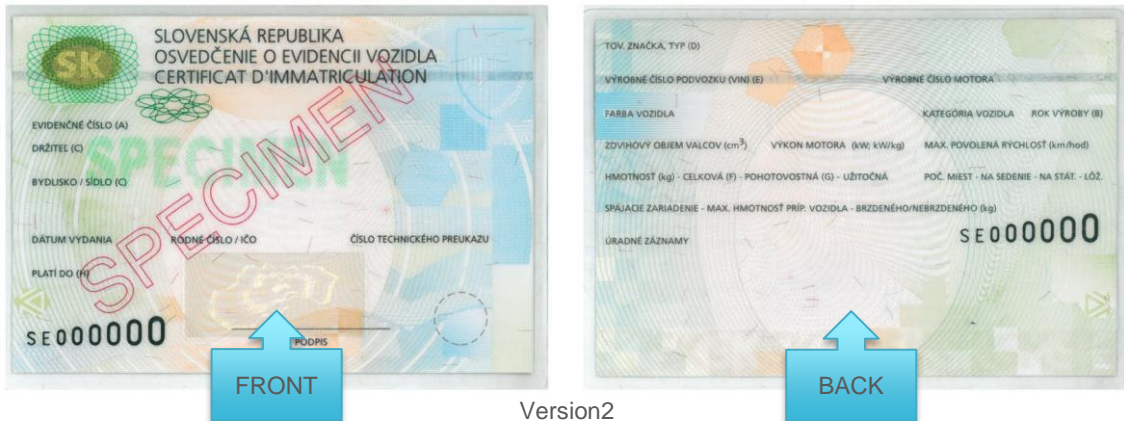 SK
SLOVENSKÁ REPUBLIKA
OSVEDČENIE O EVIDENCII VOZIDLA
CERTIFICAT D'IMMATRICULATION
EVIDENČNÉ ČÍSLO (A)
DRŽITEĽ (C)
SPECIMEN
SPECIMEN
BYDLISKO / SÍDLO (C)
DÁTUM VYDANIA RODNÉ ČÍSLO / IČO ČÍSLO TECHNICKÉHO PREUKAZU
PLATÍ DO (H)
SE000000
PODPIS
FRONT
TOV. ZNAČKA, TYP (D)
VÝROBNÉ ČÍSLO PODVOZKU (VIN) (E) VÝROBNÉ ČÍSLO MOTORA
FARBA VOZIDLA KATEGÓRIA VOZIDLA ROK VÝROBY (B)
ZDVIHOVÝ OBJEM VALCOV (cm³) VÝKON MOTORA (kW; kW/kg) MAX. POVOLENÁ RÝCHLOSŤ (km/hod)
HMOTNOSŤ (kg) - CELKOVÁ (F) - POHOTOVOSTNÁ (G) - UŽITOČNÁ POČ. MIEST - NA SEDENIE - NA STÁT. - LÔŽ.
SPÁJACIE ZARIADENIE - MAX. HMOTNOSŤ PRÍP. VOZIDLA - BRZDENÉHO/NEBRZDENÉHO (kg)
ÚRADNÉ ZÁZNAMY
SE000000
BACK
Version2